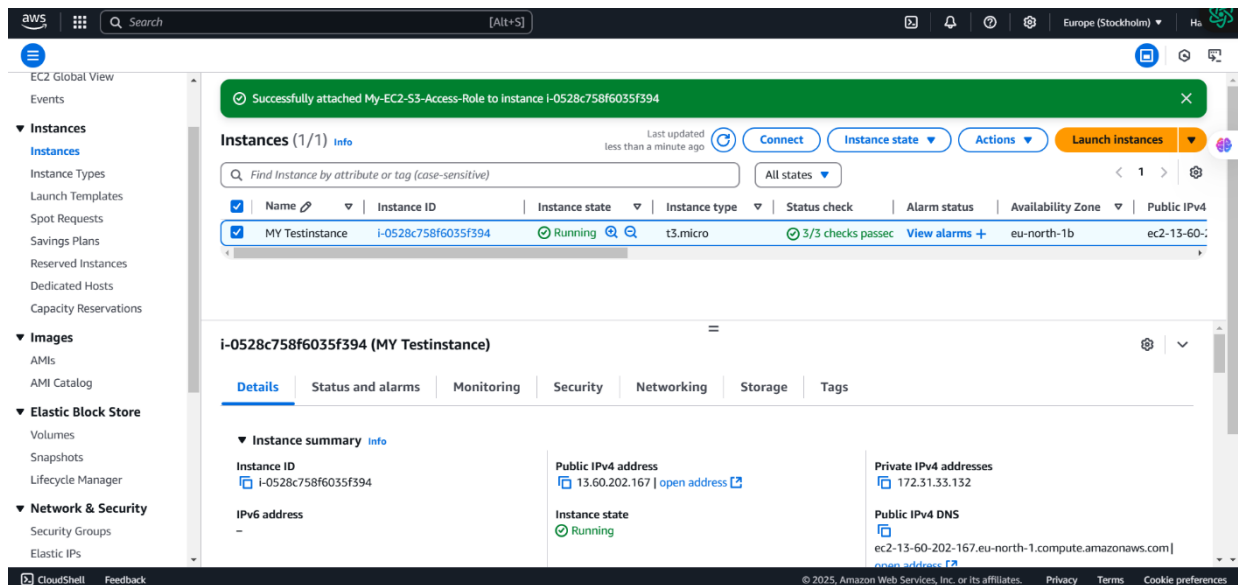 aws
Search
[Alt+S]
Europe (Stockholm)
EC2 Global View
Events
Instances
Instances
Instance Types
Launch Templates
Spot Requests
Savings Plans
Reserved Instances
Dedicated Hosts
Capacity Reservations
Images
AMIs
AMI Catalog
Elastic Block Store
Volumes
Snapshots
Lifecycle Manager
Network & Security
Security Groups
Elastic IPs
Successfully attached My-EC2-S3-Access-Role to instance i-0528c758f6035f394
Instances (1/1) Info
Last updated
less than a minute ago
Connect
Instance state
Actions
Launch instances
Find Instance by attribute or tag (case-sensitive)
All states
1
Name Instance ID Instance state Instance type Status check Alarm status Availability Zone Public IPv4
MY Testinstance i-0528c758f6035f394 Running t3.micro 3/3 checks passec View alarms + eu-north-1b ec2-13-60-
i-0528c758f6035f394 (MY Testinstance)
Details Status and alarms Monitoring Security Networking Storage Tags
Instance summary Info
Instance ID
i-0528c758f6035f394
IPv6 address
–
Public IPv4 address
13.60.202.167 | open address
Instance state
Running
Private IPv4 addresses
172.31.33.132
Public IPv4 DNS
ec2-13-60-202-167.eu-north-1.compute.amazonaws.com |
open address
CloudShell Feedback
© 2025, Amazon Web Services, Inc. or its affiliates. Privacy Terms Cookie preferences